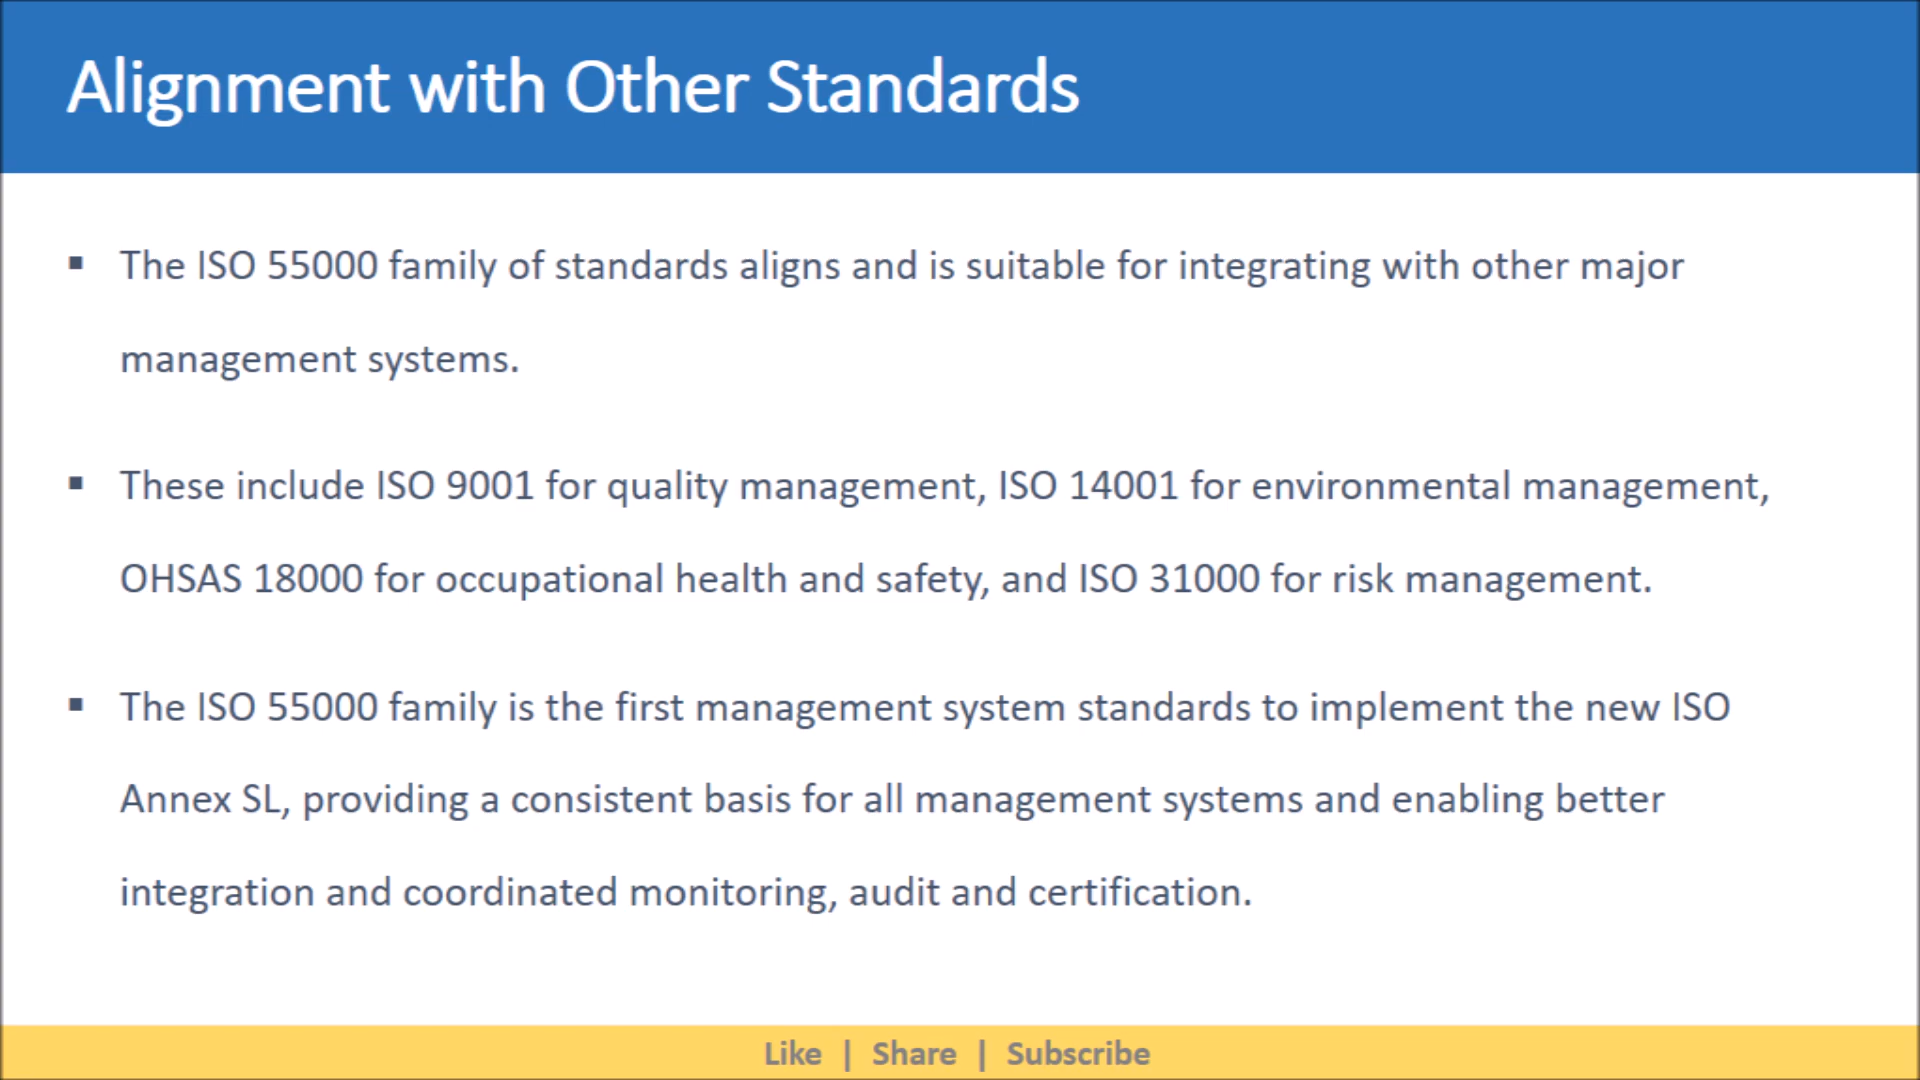 Alignment with Other Standards
▪ The ISO 55000 family of standards aligns and is suitable for integrating with other major
management systems.
▪ These include ISO 9001 for quality management, ISO 14001 for environmental management,
OHSAS 18000 for occupational health and safety, and ISO 31000 for risk management.
▪ The ISO 55000 family is the first management system standards to implement the new ISO
Annex SL, providing a consistent basis for all management systems and enabling better
integration and coordinated monitoring, audit and certification.
Like | Share | Subscribe